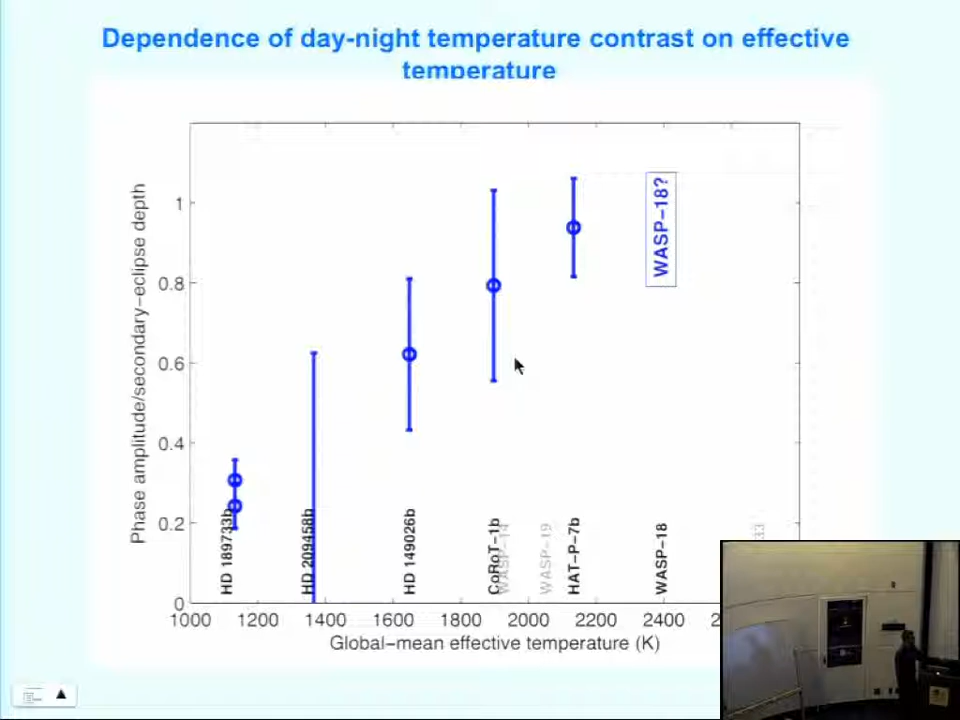 Dependence of day-night temperature contrast on effective
temperature
Phase amplitude/secondary-eclipse depth
1
0.8
0.6
0.4
0.2
0
WASP-18?
HD 189733b
HD 209458b
HD 149026b
CoRoT-1b
WASP-14
WASP-19
HAT-P-7b
WASP-18
33
1000 1200 1400 1600 1800 2000 2200 2400 2
Global-mean effective temperature (K)